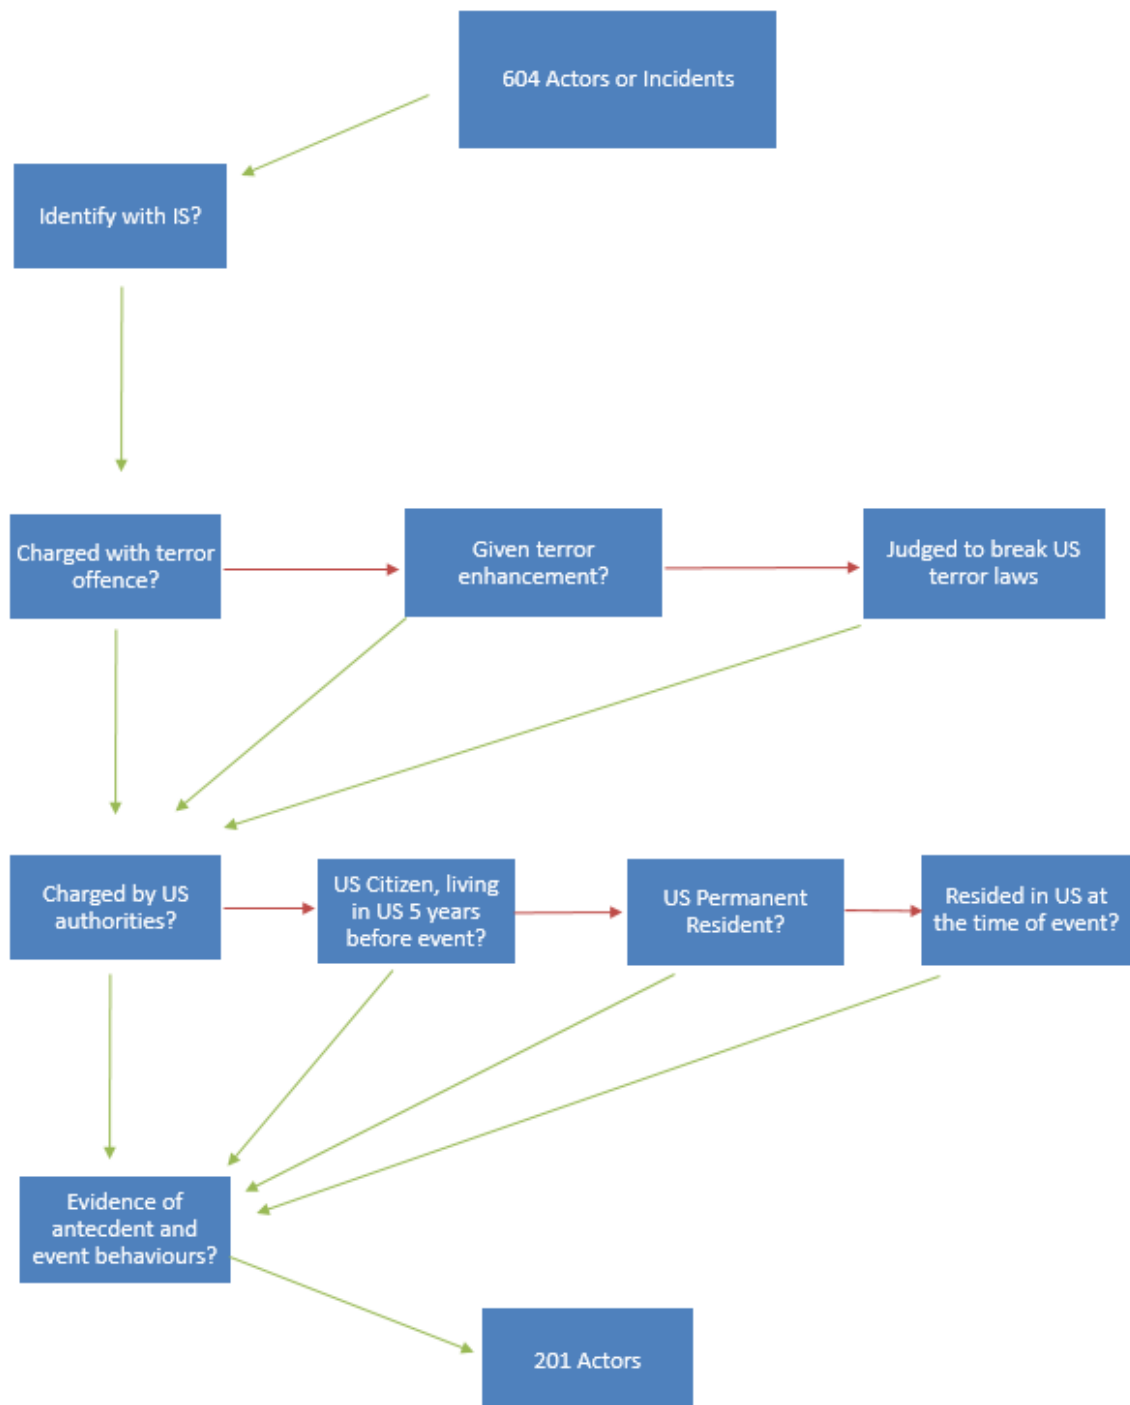 604 Actors or Incidents
Identify with IS?
Charged with terror
offence?
Given terror
enhancement?
Judged to break US
terror laws
Charged by US
authorities?
US Citizen, living
in US 5 years
before event?
US Permanent
Resident?
Resided in US at
the time of event?
Evidence of
antecdent and
event behaviours?
201 Actors